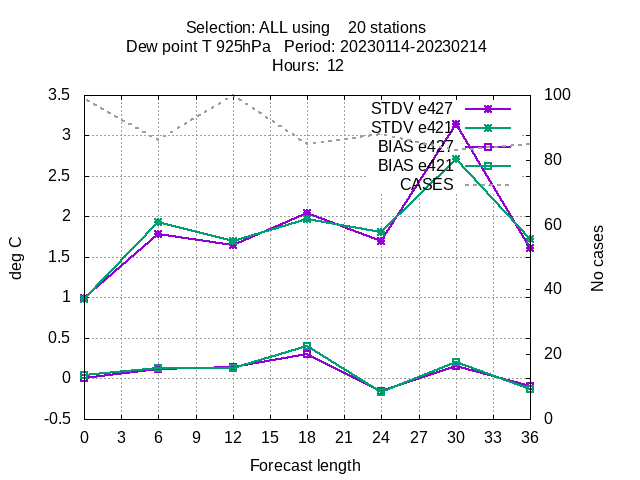 Selection: ALL using    20 stations
Dew point T 925hPa   Period: 20230114-20230214
Hours:  12
3.5
3
2.5
2
1.5
1
0.5
0
-0.5
deg C
STDV e427
STDV e421
BIAS e427
BIAS e421
CASES
100
80
60
40
20
0
No cases
0 3 6 9 12 15 18 21 24 27 30 33 36
Forecast length